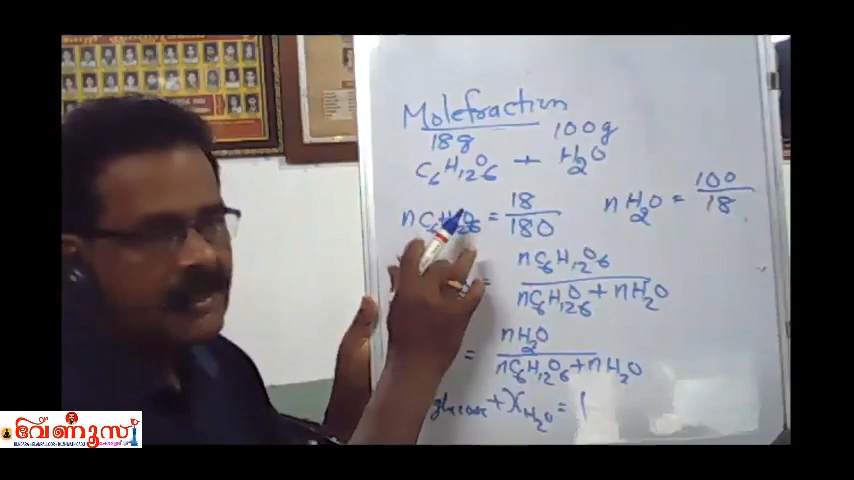 Molefraction
18g 100g
C6H12O6 + H2O
nC6H12O6 = 18/180 nH2O = 100/18
= nC6H12O6 / nC6H12O6 + nH2O
= nH2O / nC6H12O6 + nH2O
glucose + XH2O = 1
വേണൂസ്